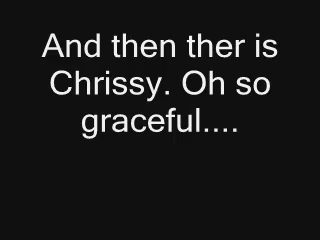 And then ther is
Chrissy. Oh so
graceful....